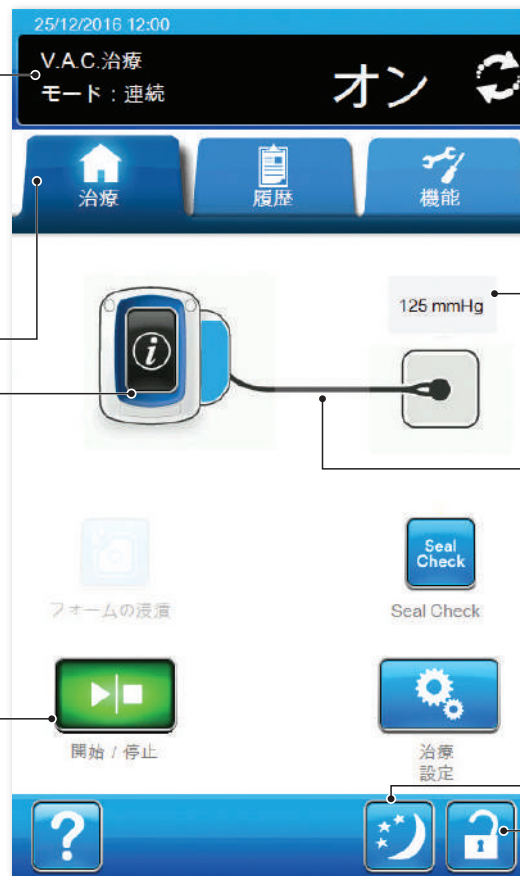 25/12/2016 12:00
V.A.C.治療
モード：連続
オン
治療
履歴
機能
125 mmHg
i
フォームの浸漬
Seal
Check
Seal Check
開始 / 停止
治療
設定
?